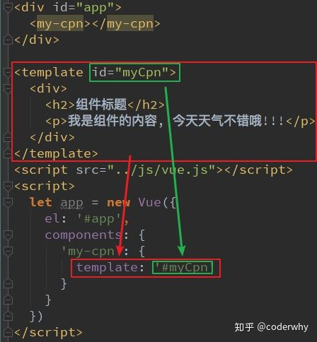 <div id="app">
<my-cpn></my-cpn>
</div>
<template id="myCpn">
<div>
<h2>组件标题</h2>
<p>我是组件的内容, 今天天气不错哦!!!</p>
</div>
</template>
<script src="../js/vue.js"></script>
<script>
let app = new Vue({
el: '#app',
components: {
'my-cpn': {
template: '#myCpn'
}
}
})
</script>
知乎 @coderwhy